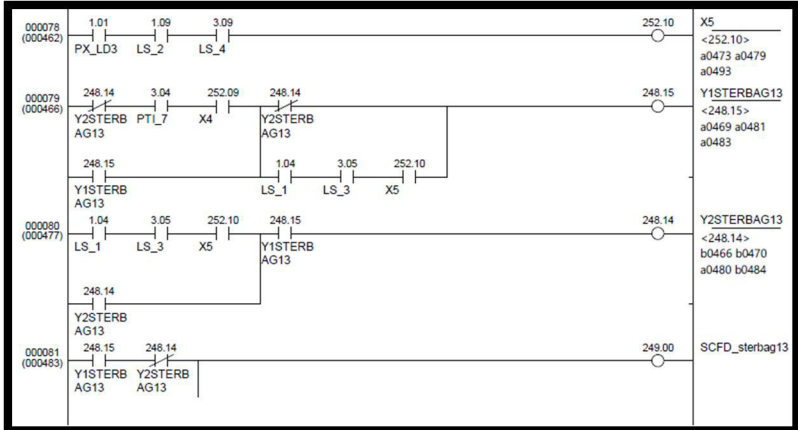 000078
(000462)
1.01 1.09 3.09 252.10
PX_LD3 LS_2 LS_4
X5
<252.10>
a0473 a0479
a0493
000079
(000466)
248.14 3.04 252.09 248.14 248.15
Y2STERB PTI_7 X4 Y2STERB
AG13 AG13
Y1STERBAG13
<248.15>
a0469 a0481
a0483
248.15 1.04 3.05 252.10
Y1STERB LS_1 LS_3 X5
AG13
000080
(000477)
1.04 3.05 252.10 248.15 248.14
LS_1 LS_3 X5 Y1STERB
AG13
Y2STERBAG13
<248.14>
b0466 b0470
a0480 b0484
248.14
Y2STERB
AG13
000081
(000483)
248.15 248.14 249.00
Y1STERB Y2STERB
AG13 AG13
SCFD_sterbag13